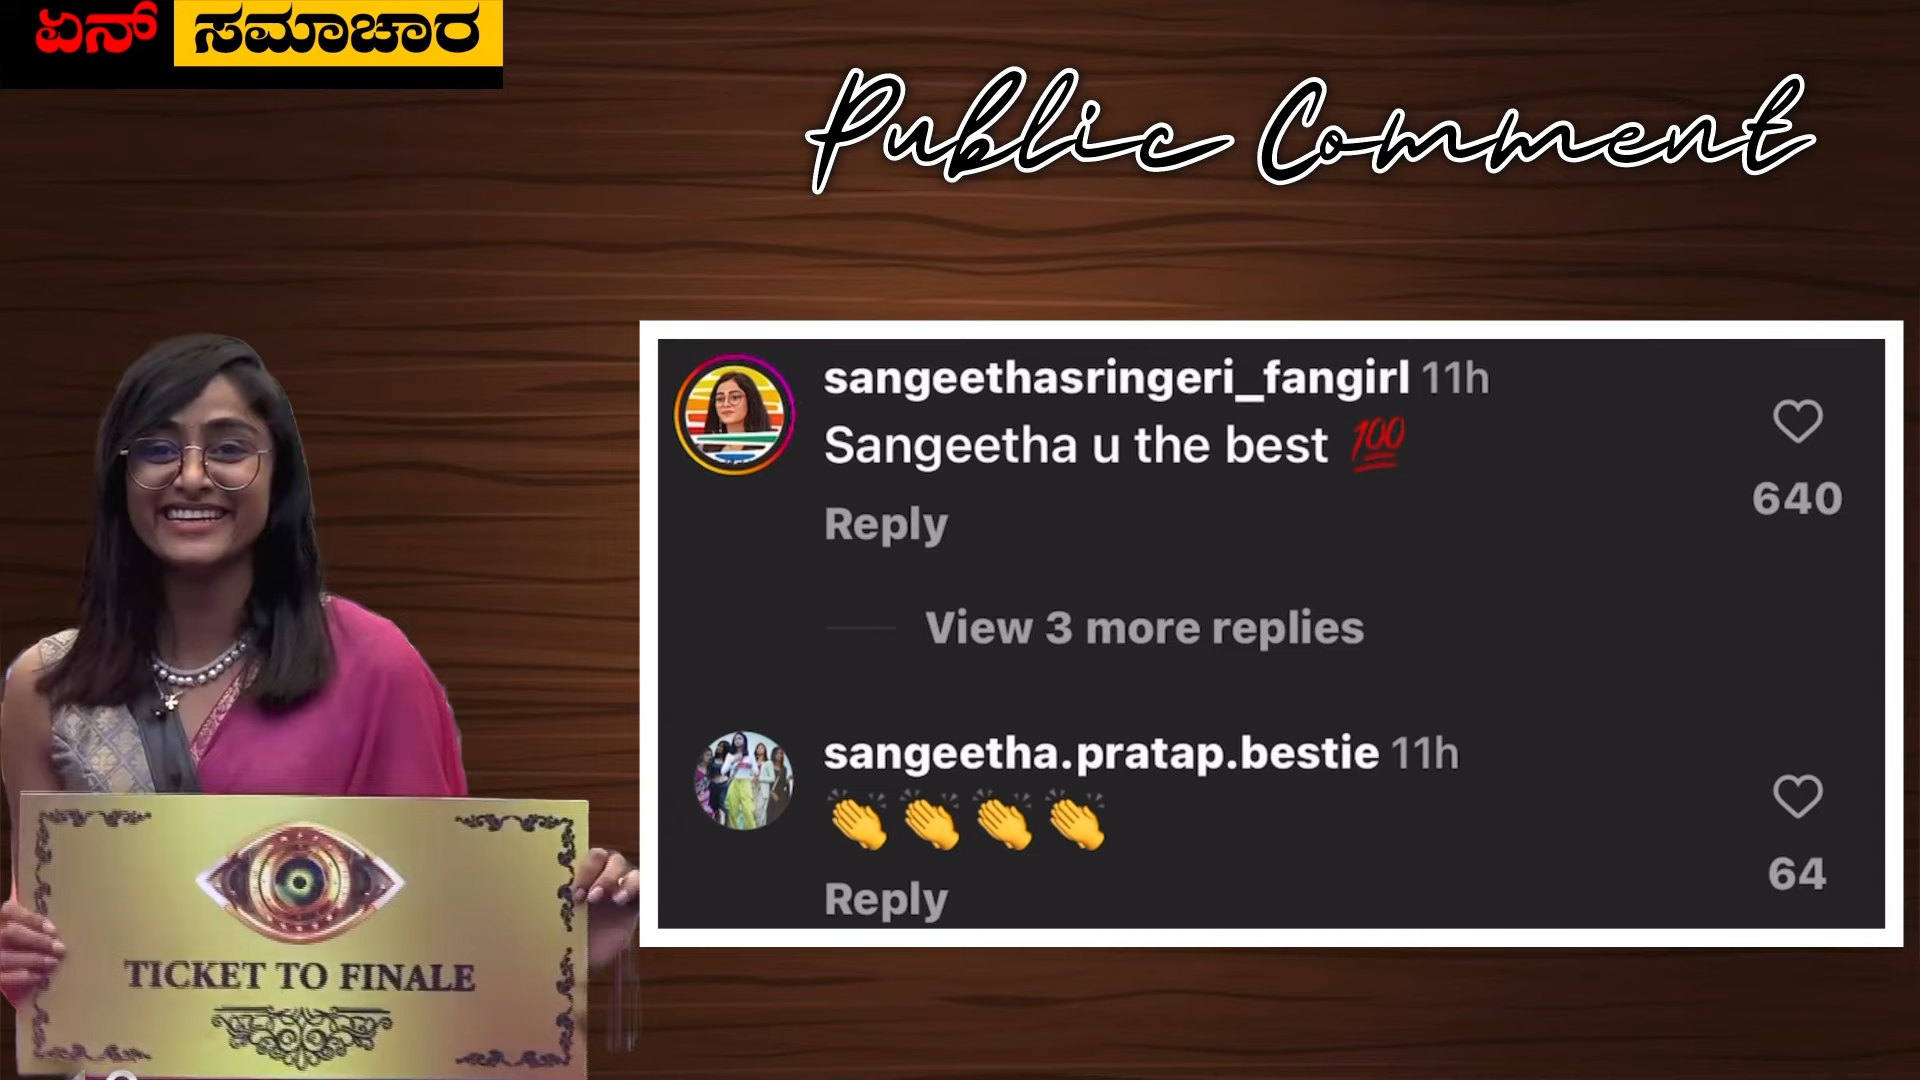 ಏನ್ ಸಮಾಚಾರ
Public Comment
sangeethasringeri_fangirl 11h
Sangeetha u the best 💯
640
Reply
View 3 more replies
sangeetha.pratap.bestie 11h
👏👏👏👏
64
Reply
TICKET TO FINALE